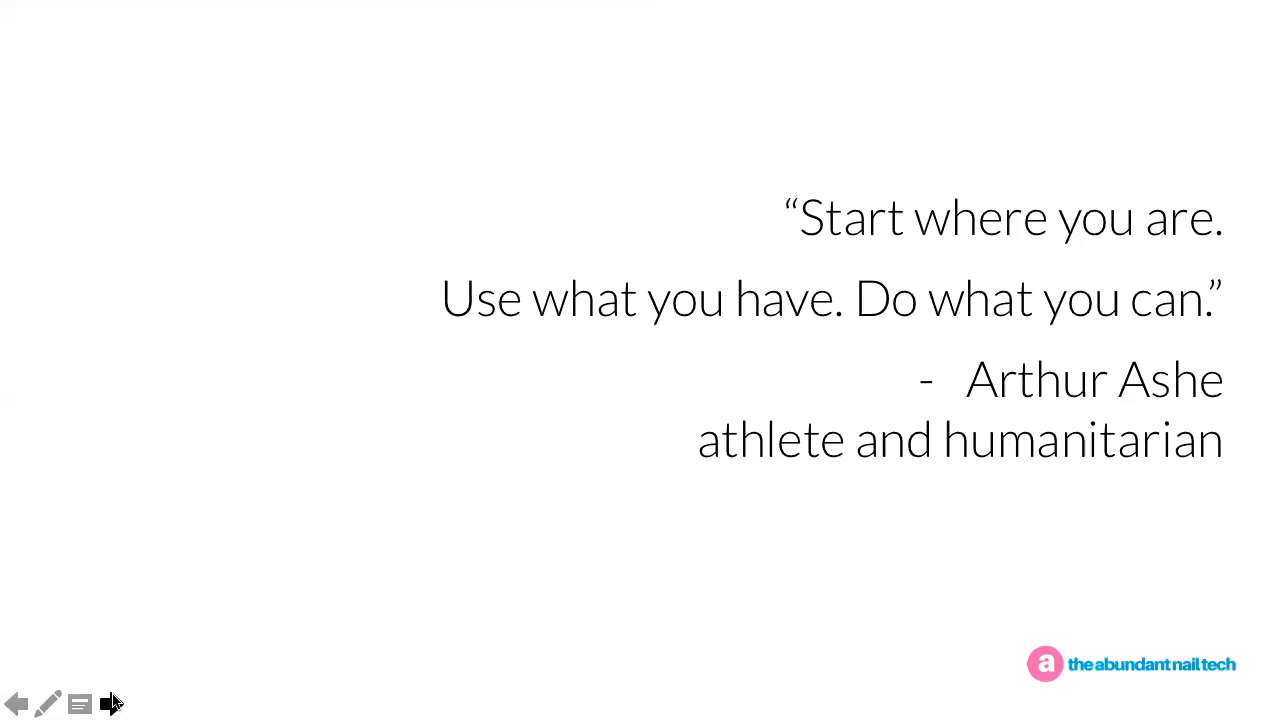 “Start where you are.
Use what you have. Do what you can.”
- Arthur Ashe
athlete and humanitarian
a the abundant nail tech